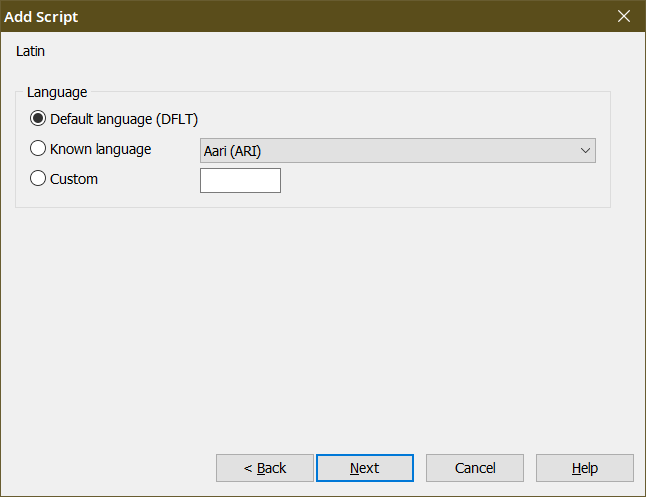 Add Script
Latin
Language
Default language (DFLT)
Known language
Aari (ARI)
Custom
< Back
Next
Cancel
Help